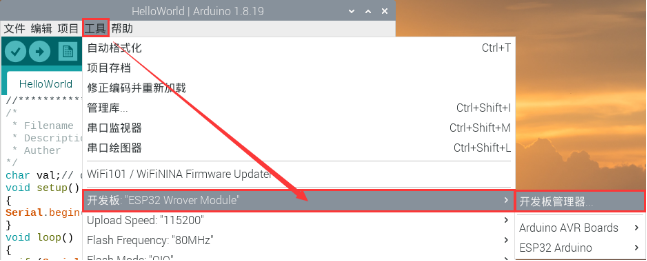 HelloWorld | Arduino 1.8.19
文件 编辑 项目 工具 帮助
HelloWorld
自动格式化 Ctrl+T
项目存档
修正编码并重新加载
管理库... Ctrl+Shift+I
串口监视器 Ctrl+Shift+M
串口绘图器 Ctrl+Shift+L
WiFi101 / WiFiNINA Firmware Updater
开发板: "ESP32 Wrover Module"
Upload Speed: "115200"
Flash Frequency: "80MHz"
Flash Mode: "QIO"
开发板管理器...
Arduino AVR Boards
ESP32 Arduino
//***********
/*
* Filename
* Description
* Auther
*/
char val;//
void setup()
{
Serial.begin
}
void loop()
{